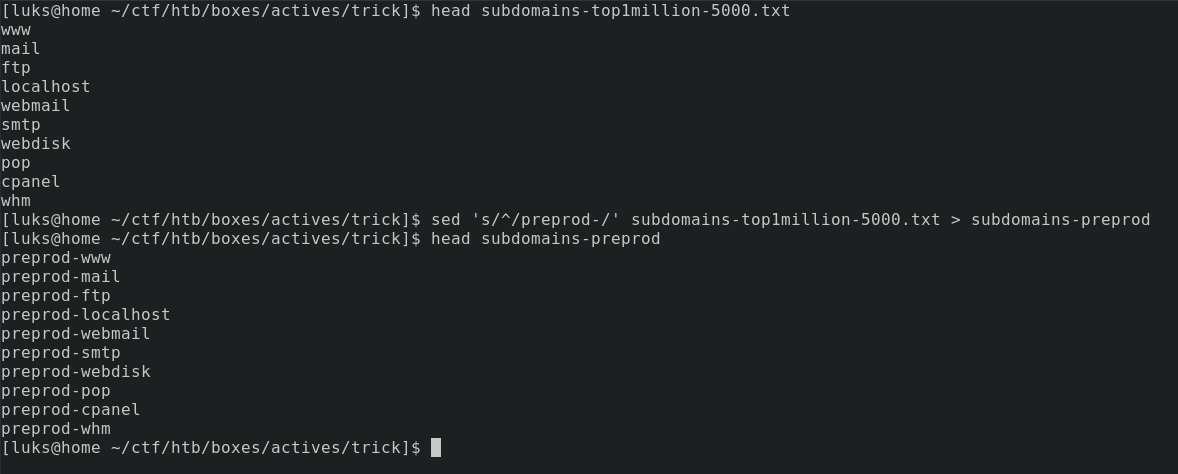 [luks@home ~/ctf/htb/boxes/actives/trick]$ head subdomains-top1million-5000.txt
www
mail
ftp
localhost
webmail
smtp
webdisk
pop
cpanel
whm
[luks@home ~/ctf/htb/boxes/actives/trick]$ sed 's/^/preprod-/' subdomains-top1million-5000.txt > subdomains-preprod
[luks@home ~/ctf/htb/boxes/actives/trick]$ head subdomains-preprod
preprod-www
preprod-mail
preprod-ftp
preprod-localhost
preprod-webmail
preprod-smtp
preprod-webdisk
preprod-pop
preprod-cpanel
preprod-whm
[luks@home ~/ctf/htb/boxes/actives/trick]$